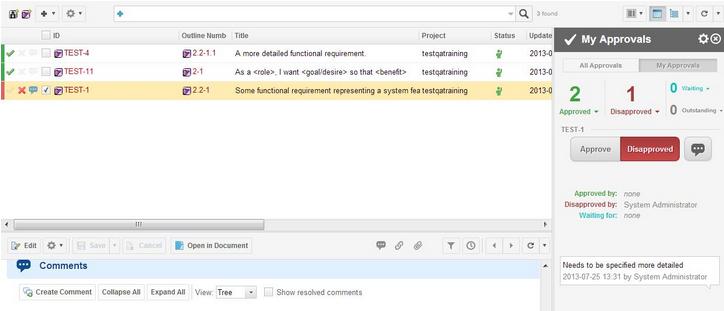 3 found
ID Outline Numb Title Project Status Update
TEST-4 2.2-1.1 A more detailed functional requirement. testqatraining 2013-0
TEST-11 2-1 As a <role>, I want <goal/desire> so that <benefit> testqatraining 2013-0
TEST-1 2.2-1 Some functional requirement representing a system fea testqatraining 2013-0
Edit Save Cancel Open in Document
Comments
Create Comment Collapse All Expand All View: Tree Show resolved comments
My Approvals
All Approvals My Approvals
2 1 0 Waiting
Approved Disapproved 0 Outstanding
TEST-1
Approve Disapproved
Approved by: none
Disapproved by: System Administrator
Waiting for: none
Needs to be specified more detailed
2013-07-25 13:31 by System Administrator